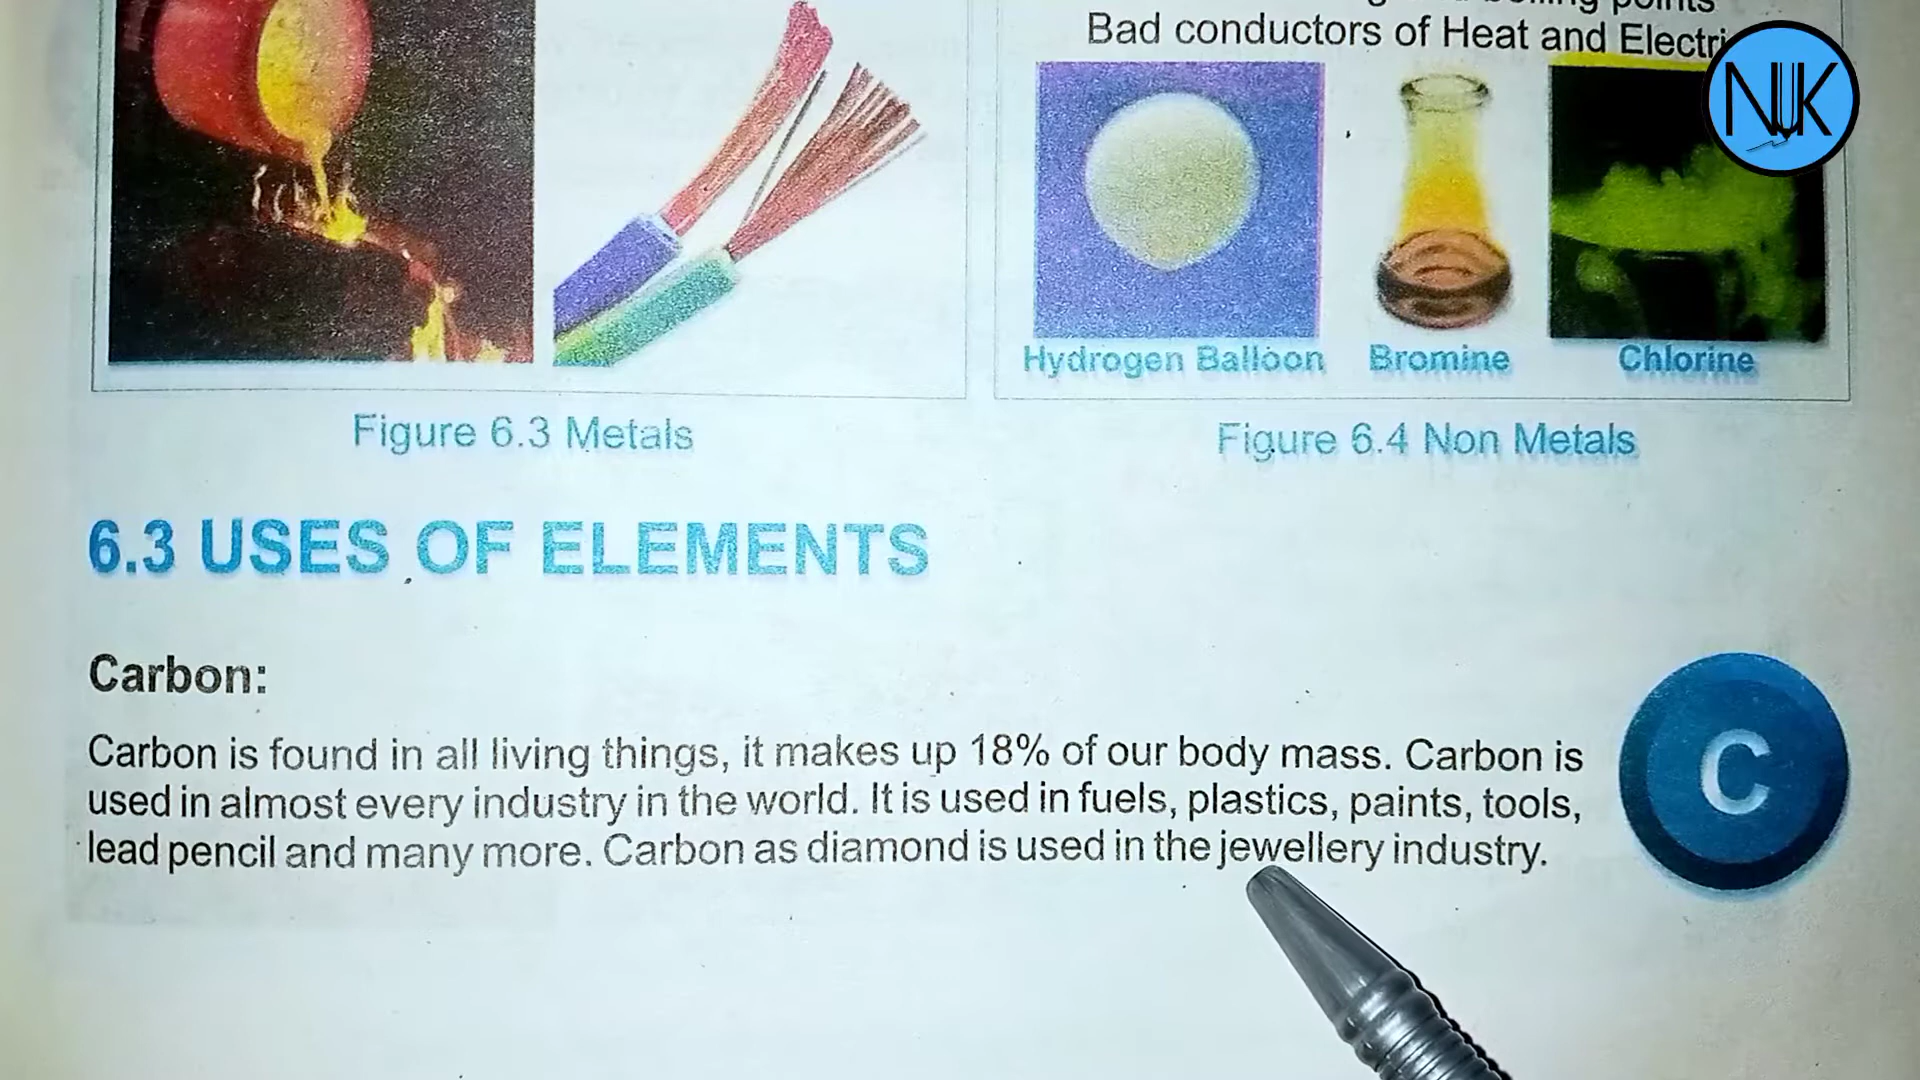 points
Bad conductors of Heat and
NK
Hydrogen Balloon
Bromine
Chlorine
Figure 6.3 Metals
Figure 6.4 Non Metals
6.3 USES OF ELEMENTS
Carbon:
Carbon is found in all living things, it makes up 18% of our body mass. Carbon is
used in almost every industry in the world. It is used in fuels, plastics, paints, tools,
lead pencil and many more. Carbon as diamond is used in the jewellery industry.
C